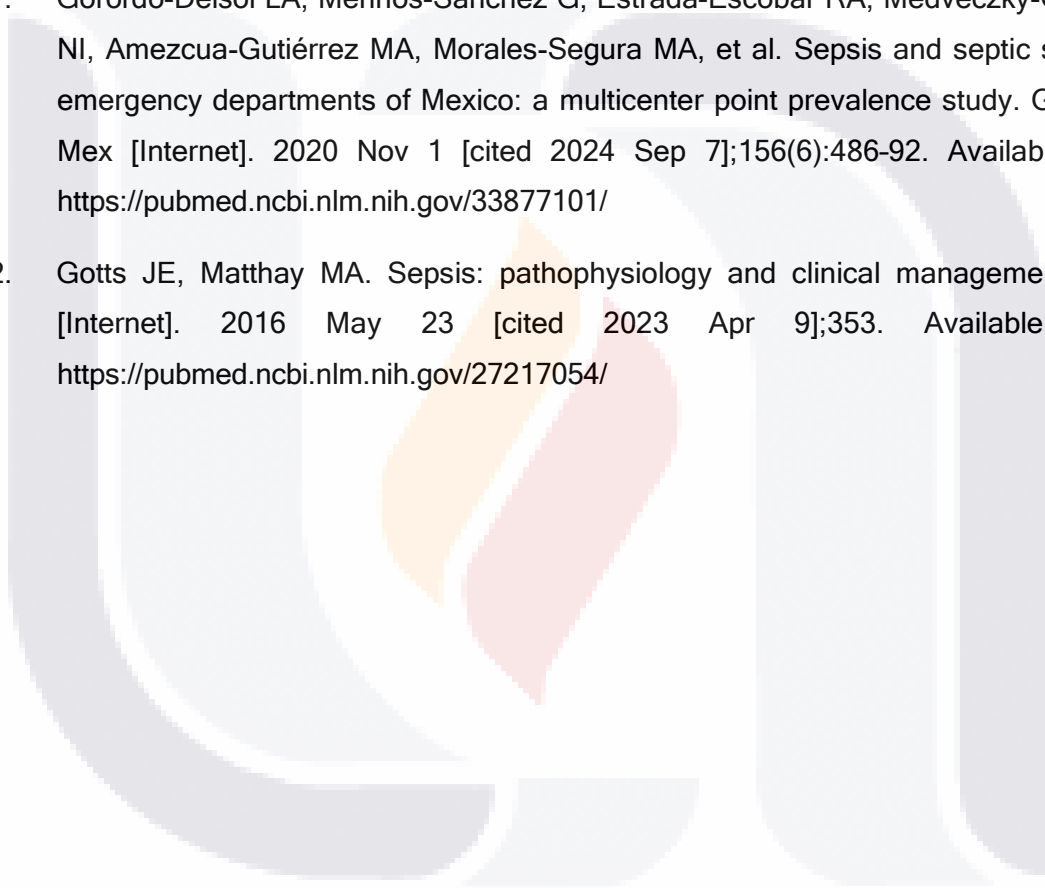 Gorordo-Delsol LA, Merinos-Sánchez G, Estrada-Escobar RA, Medveczky-
NI, Amezcua-Gutiérrez MA, Morales-Segura MA, et al. Sepsis and septic
emergency departments of Mexico: a multicenter point prevalence study.
Mex [Internet]. 2020 Nov 1 [cited 2024 Sep 7];156(6):486-92.
https://pubmed.ncbi.nlm.nih.gov/33877101/
2. Gotts JE, Matthay MA. Sepsis: pathophysiology and clinical
[Internet]. 2016 May 23 [cited 2023 Apr 9];353. Available
https://pubmed.ncbi.nlm.nih.gov/27217054/